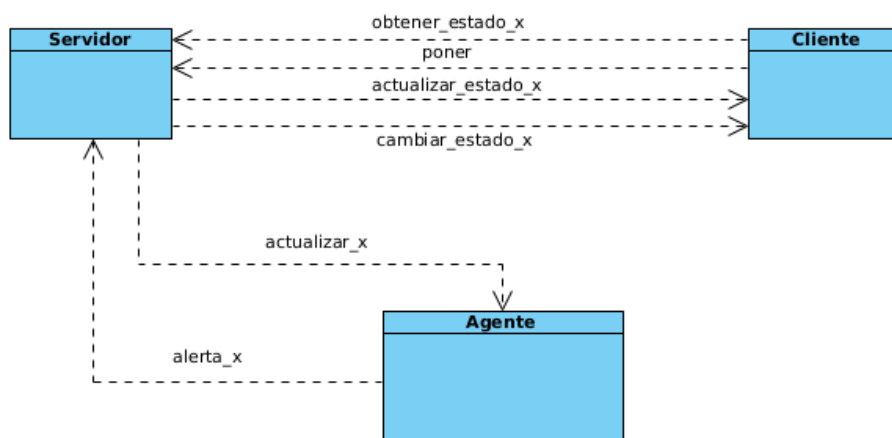 obtener_estado_x
Servidor
Cliente
poner
actualizar_estado_x
cambiar_estado_x
actualizar_x
Agente
alerta_x